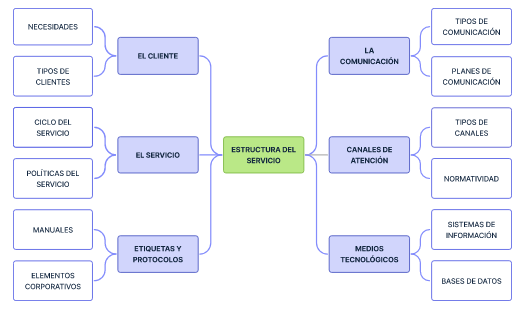 NECESIDADES
TIPOS DE
CLIENTES
EL CLIENTE
CICLO DEL
SERVICIO
POLÍTICAS DEL
SERVICIO
EL SERVICIO
MANUALES
ELEMENTOS
CORPORATIVOS
ETIQUETAS Y
PROTOCOLOS
ESTRUCTURA DEL
SERVICIO
LA
COMUNICACIÓN
TIPOS DE
COMUNICACIÓN
PLANES DE
COMUNICACIÓN
CANALES DE
ATENCIÓN
TIPOS DE
CANALES
NORMATIVIDAD
MEDIOS
TECNOLÓGICOS
SISTEMAS DE
INFORMACIÓN
BASES DE DATOS